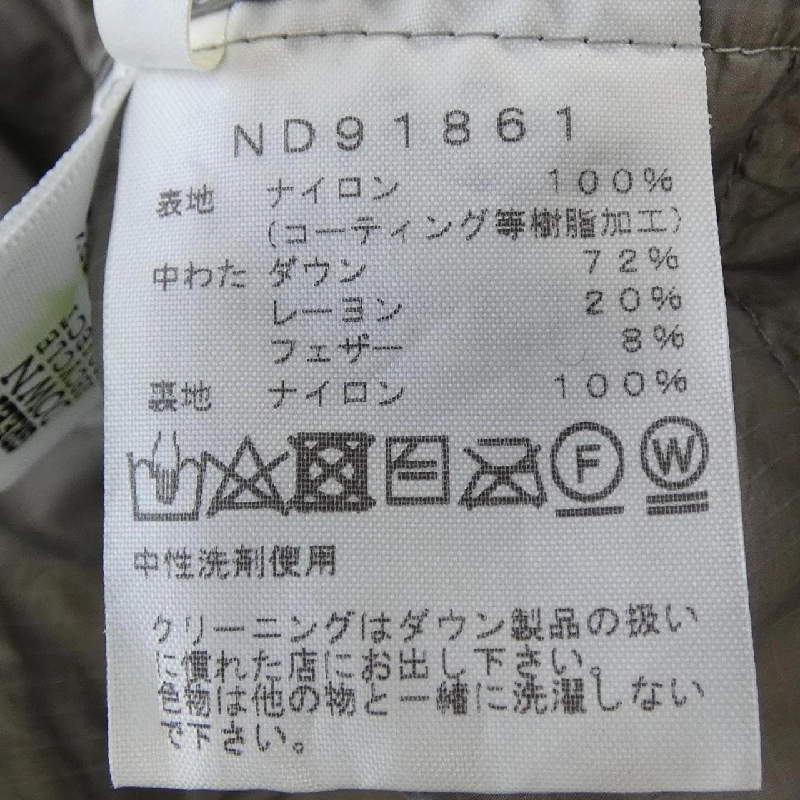 ND91861
表地 ナイロン 100%
(コーティング等樹脂加工)
中わた ダウン 72%
レーヨン 20%
フェザー 8%
裏地 ナイロン 100%
F W
中性洗剤使用
クリーニングはダウン製品の扱い
に慣れた店にお出し下さい。
色物は他の物と一緒に洗濯しない
で下さい。